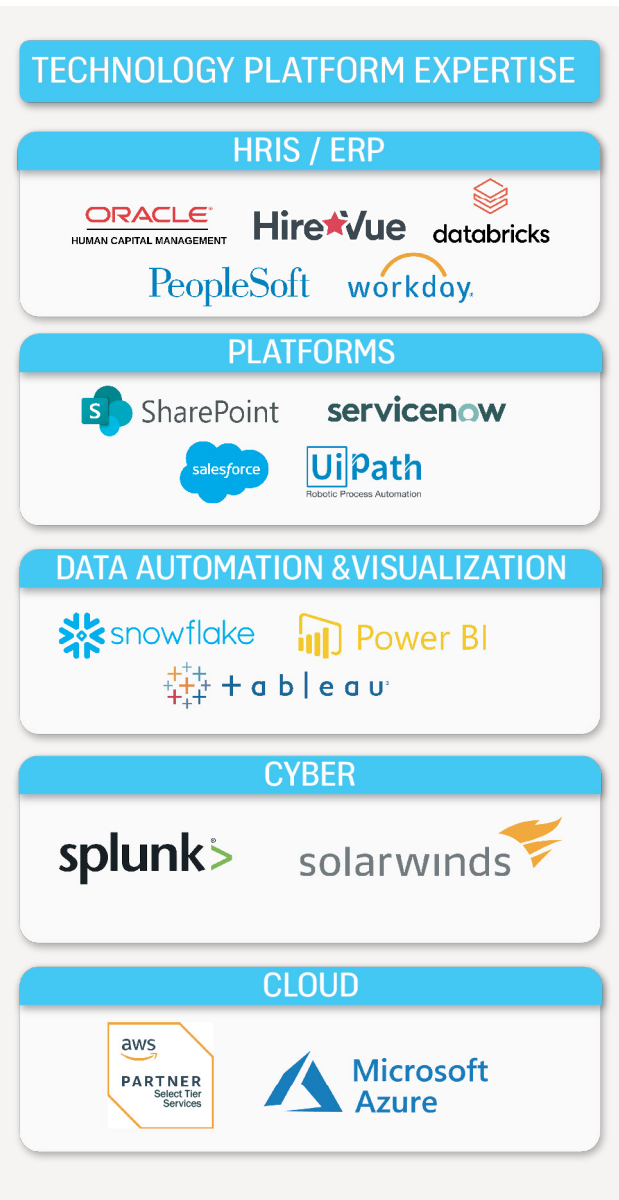 TECHNOLOGY PLATFORM EXPERTISE
HRIS / ERP
ORACLE®
HUMAN CAPITAL MANAGEMENT
HireVue
databricks
PeopleSoft
workday.
PLATFORMS
S SharePoint
servicenow
salesforce
UiPath
Robotic Process Automation
DATA AUTOMATION &VISUALIZATION
snowflake
Power BI
+ableau
CYBER
splunk>®
solarwinds
CLOUD
aws
PARTNER
Select Tier
Services
Microsoft
Azure